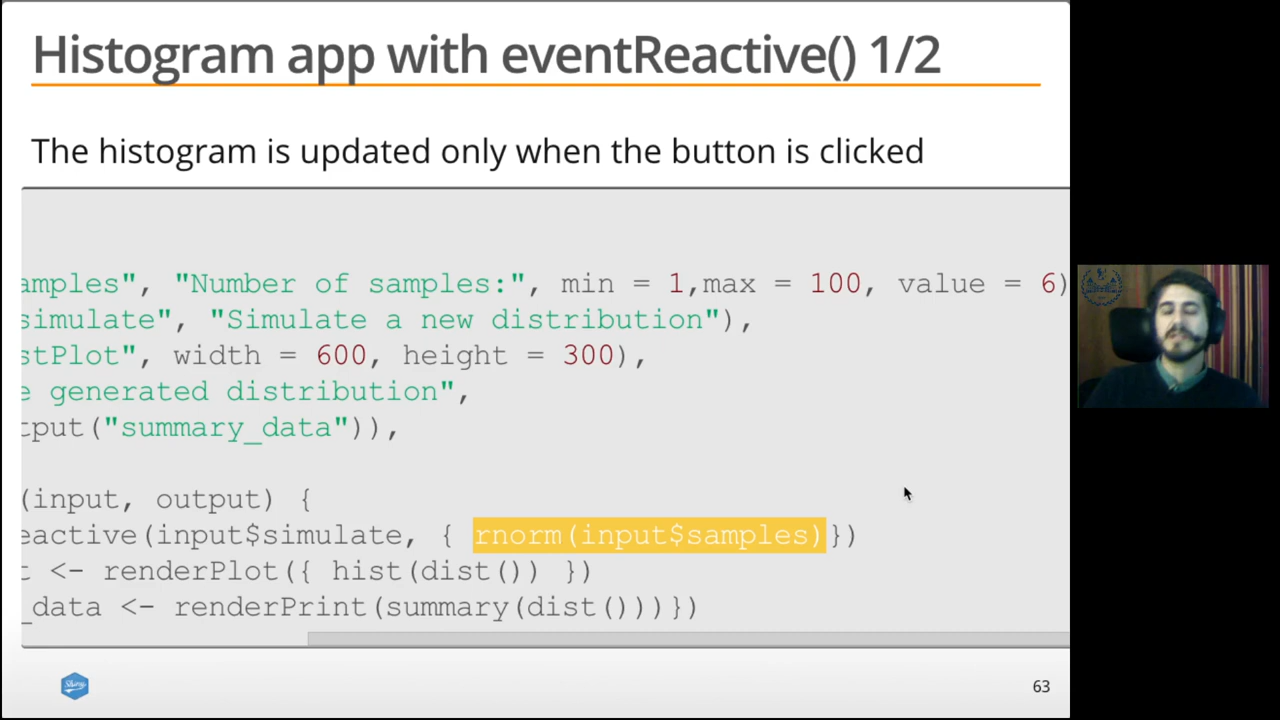 Histogram app with eventReactive() 1/2
The histogram is updated only when the button is clicked
amples", "Number of samples:", min = 1,max = 100, value = 6)
simulate", "Simulate a new distribution"),
stPlot", width = 600, height = 300),
e generated distribution",
tput("summary_data")),
(input, output) {
eactive(input$simulate, { rnorm(input$samples)})
t <- renderPlot({ hist(dist()) })
_data <- renderPrint(summary(dist()))})
Shiny
63